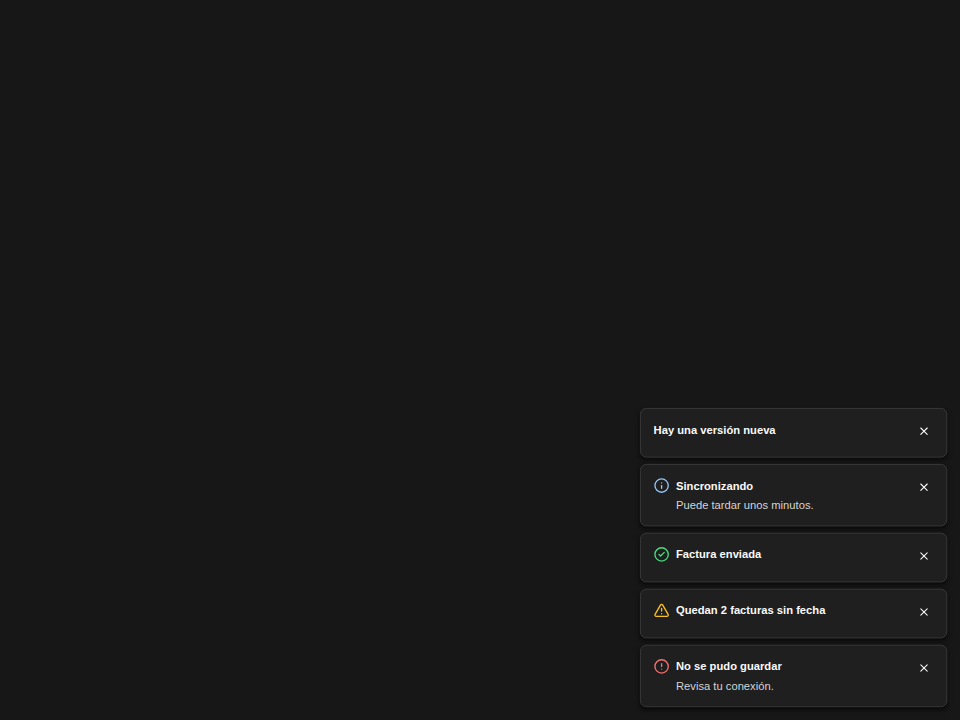 Hay una versión nueva
Sincronizando
Puede tardar unos minutos.
Factura enviada
Quedan 2 facturas sin fecha
No se pudo guardar
Revisa tu conexión.